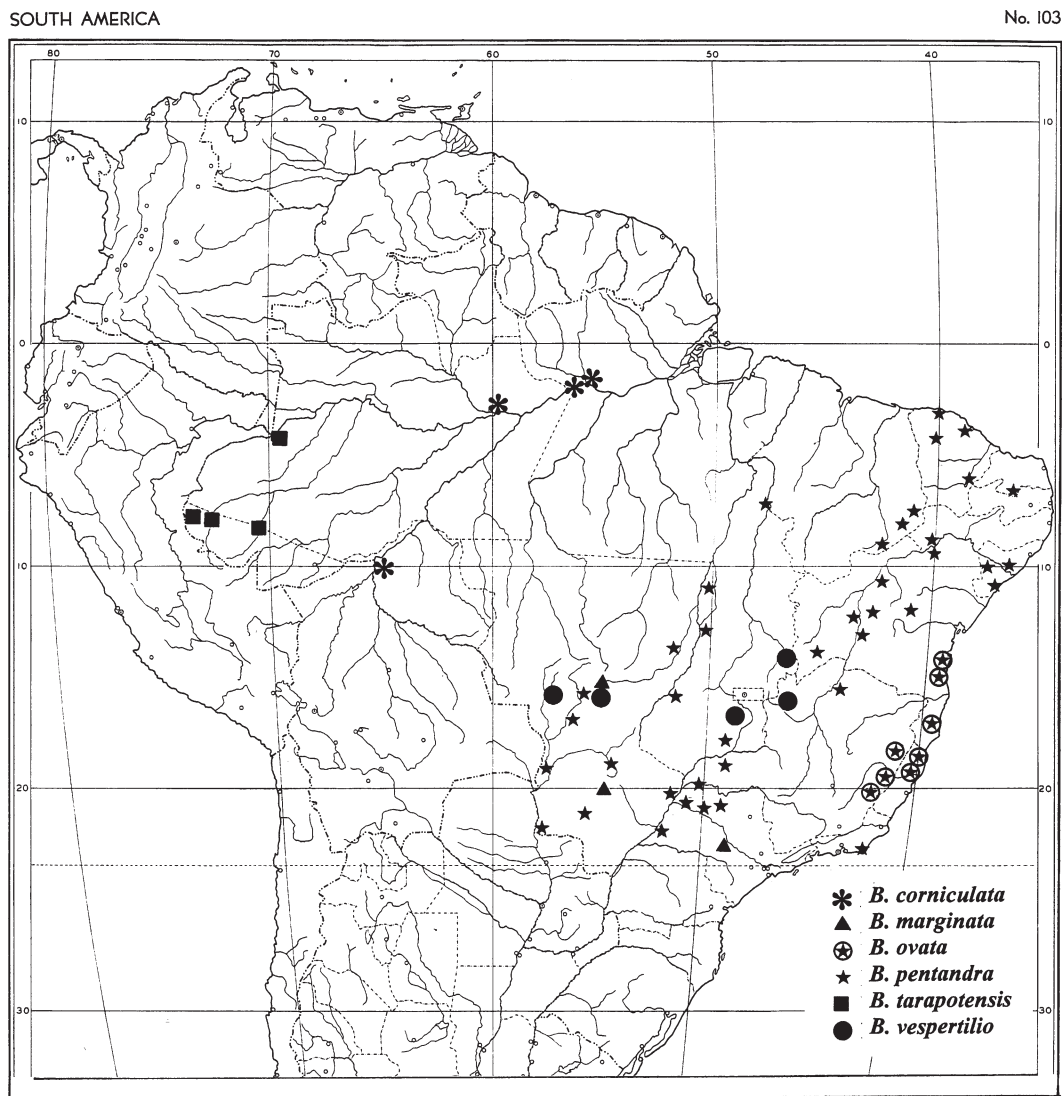 SOUTH AMERICA No. 103
80 70 60 50 40
10 10
0 0
10 10
20 20
30 30
B. corniculata
B. marginata
B. ovata
B. pentandra
B. tarapotensis
B. vespertilio